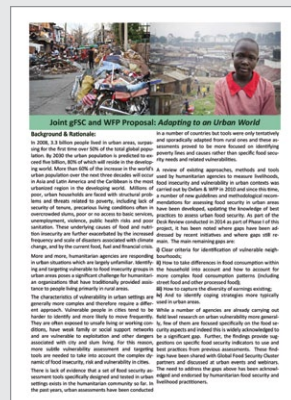 Joint gFSC and WFP Proposal: Adapting to an Urban World
Background & Rationale:
In 2008, 3.3 billion people lived in urban areas, surpassing for the first time over 50% of the total global population. By 2030 the urban population is predicted to exceed five billion, 80% of which will reside in the developing world. More than 60% of the increase in the world's urban population over the next three decades will occur in Asia and Latin America and the Caribbean is the most urbanized region in the developing world. Millions of poor, urban households are faced with structural problems and threats related to poverty, including lack of security of tenure, precarious living conditions often in overcrowded slums, poor or no access to basic services, unemployment, violence, public health risks and poor sanitation. These underlying causes of food and nutrition insecurity are further exacerbated by the increased frequency and scale of disasters associated with climate change, and by the current food, fuel and financial crisis.
More and more, humanitarian agencies are responding in urban situations which are largely unfamiliar. Identifying and targeting vulnerability to food insecurity groups in urban areas poses a significant challenge for humanitarian organizations that have traditionally provided assistance to people living primarily in rural areas.
The characteristics of vulnerability in urban settings are generally more complex and therefore require a different approach. Vulnerable people in cities tend to be harder to identify and more likely to move frequently. They are often exposed to unsafe living or working conditions, have weak family or social support networks and are vulnerable to exploitation and other dangers associated with city and slum living. For this reason, more subtle vulnerability assessment and targeting tools are needed to take into account the complex dynamic of food insecurity, risk and vulnerability in cities.
There is lack of evidence that a set of food security assessment tools specifically designed and tested in urban settings exists in the humanitarian community so far. In the past years, urban assessments have been conducted
in a number of countries but tools were only tentatively and sporadically adapted from rural ones and these assessments proved to be more focused on identifying poverty lines and causes rather than specific food security needs and related vulnerabilities.
A review of existing approaches, methods and tools used by humanitarian agencies to measure livelihoods, food insecurity and vulnerability in urban contexts was carried out by Oxfam & WFP in 2010 and since this time, a number of new guidelines and methodological recommendations for assessing food security in urban areas have been developed, updating the knowledge of best practices to assess urban food security. As part of the Desk Review conducted in 2014 as part of Phase I of this project, it has been noted where gaps have been addressed by recent initiatives and where gaps still remain. The main remaining gaps are:
i) Clear criteria for identification of vulnerable neighbourhoods;
ii) How to take differences in food consumption within the household into account and how to account for more complex food consumption patterns (including street food and other processed food);
iii) How to capture the diversity of earnings existing;
iv) And to identify coping strategies more typically used in urban areas.
While a number of agencies are already carrying out field level research on urban vulnerability more generally, few of them are focused specifically on the food security aspects and indeed this is widely acknowledged to be a significant gap. Further, the findings provide suggestions on specific food security indicators to use and best practices from previous assessments. These findings have been shared with Global Food Security Cluster partners and discussed at urban events and webinars. The need to address the gaps above has been acknowledged and endorsed by humanitarian food security and livelihood practitioners.